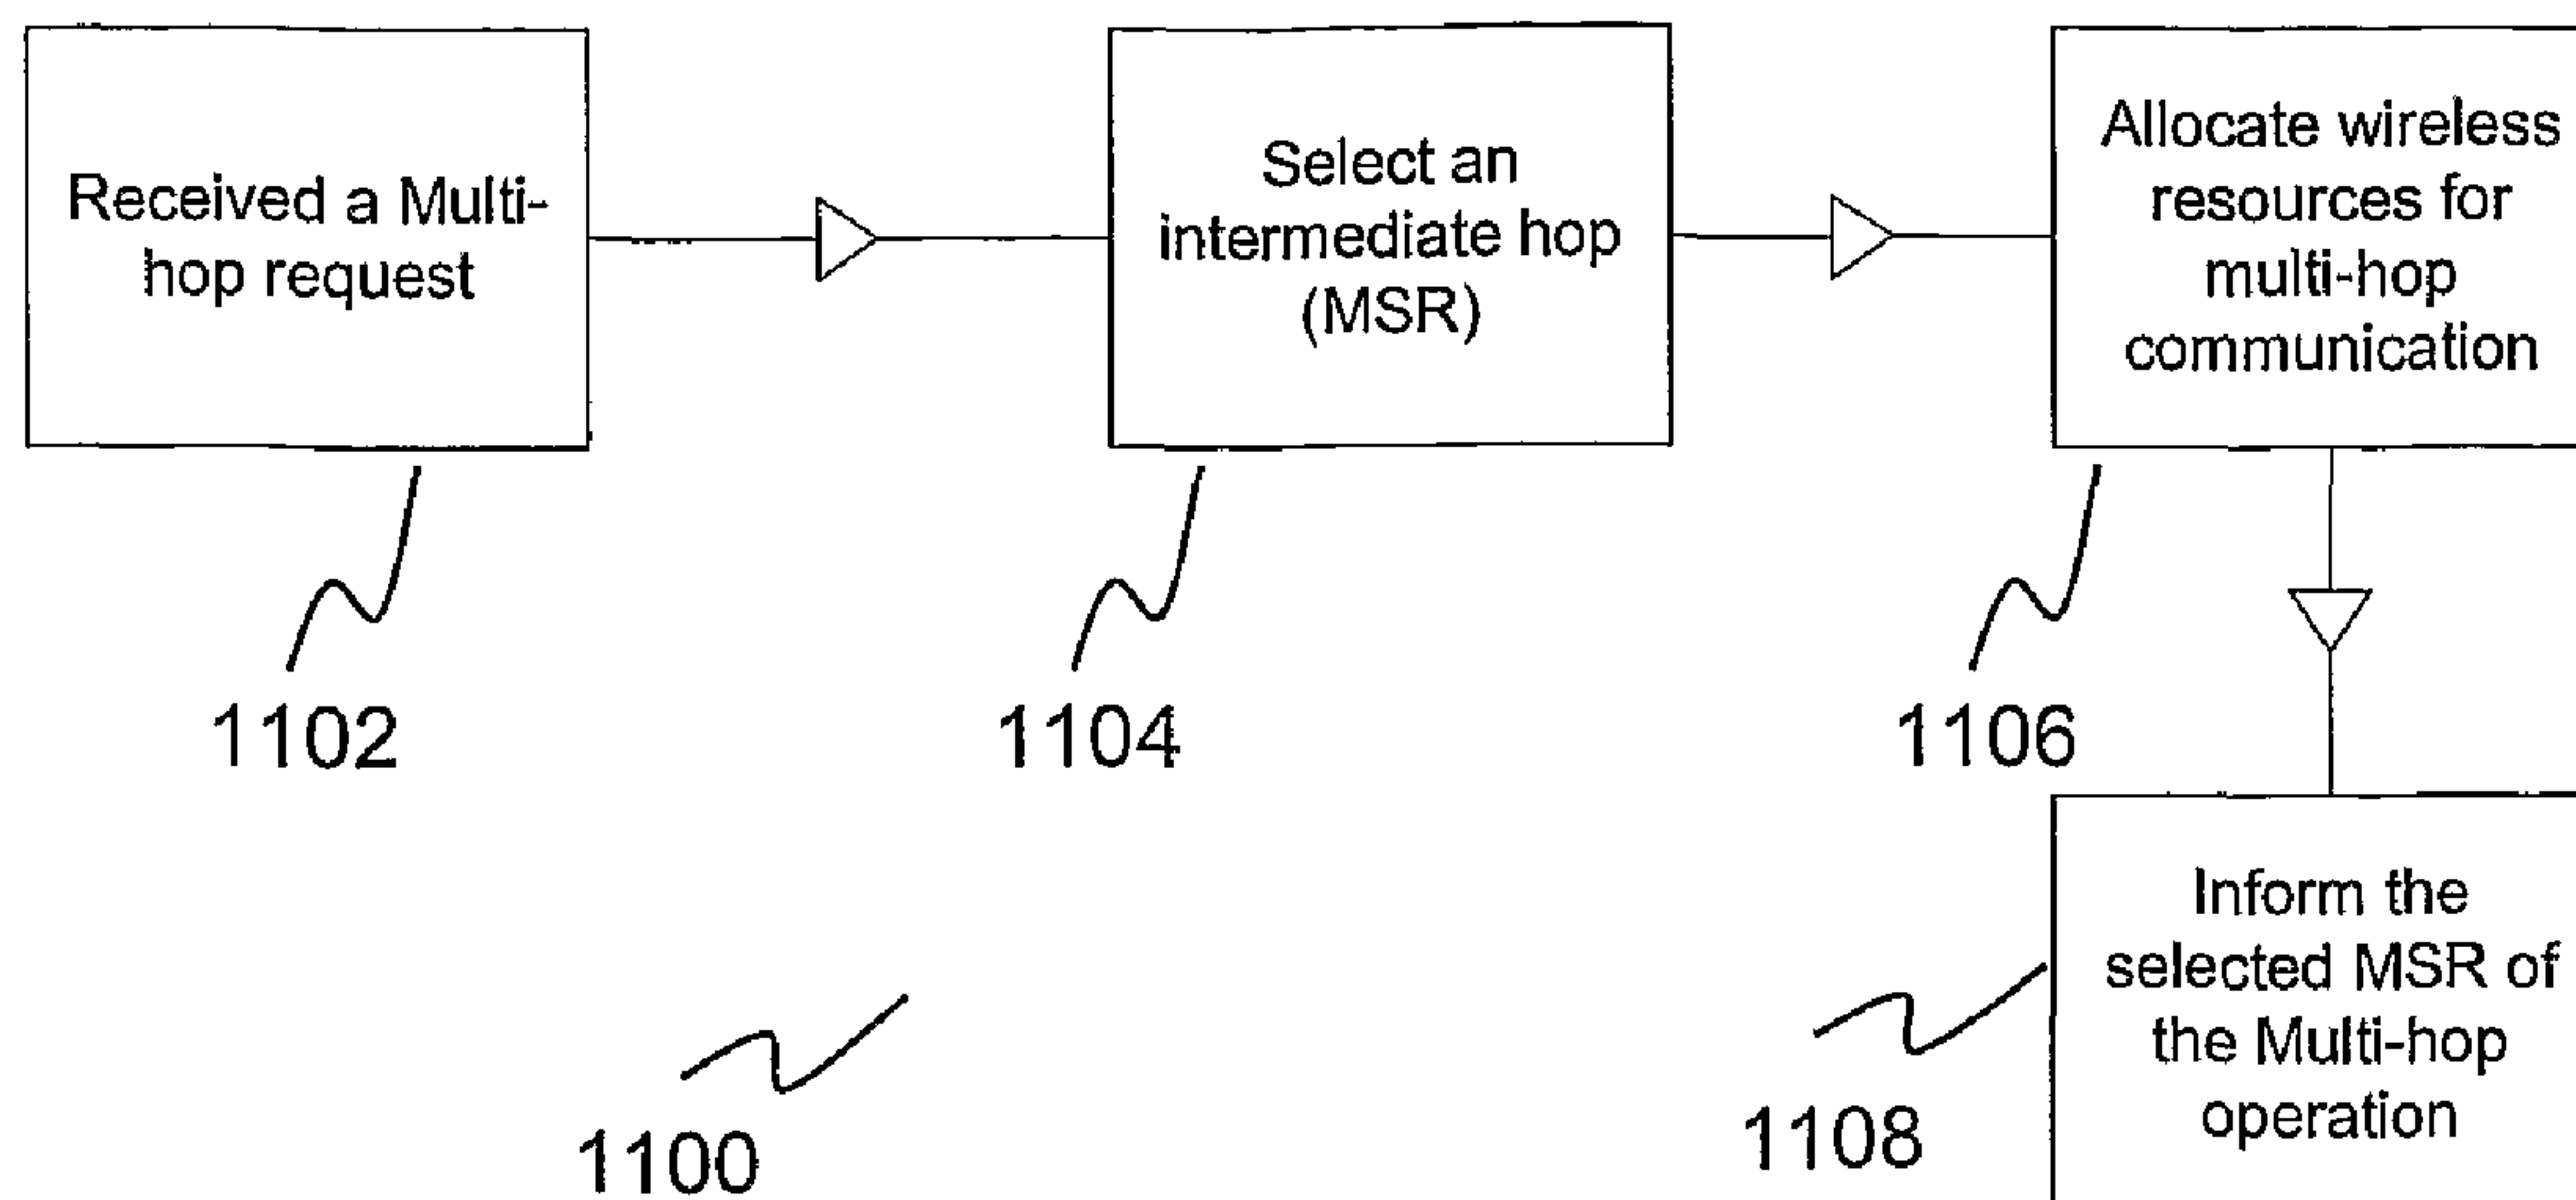 Received a Multi-
hop request
Select an
intermediate hop
(MSR)
Allocate wireless
resources for
multi-hop
communication
1102
1104
1106
Inform the
selected MSR of
the Multi-hop
operation
1100
1108